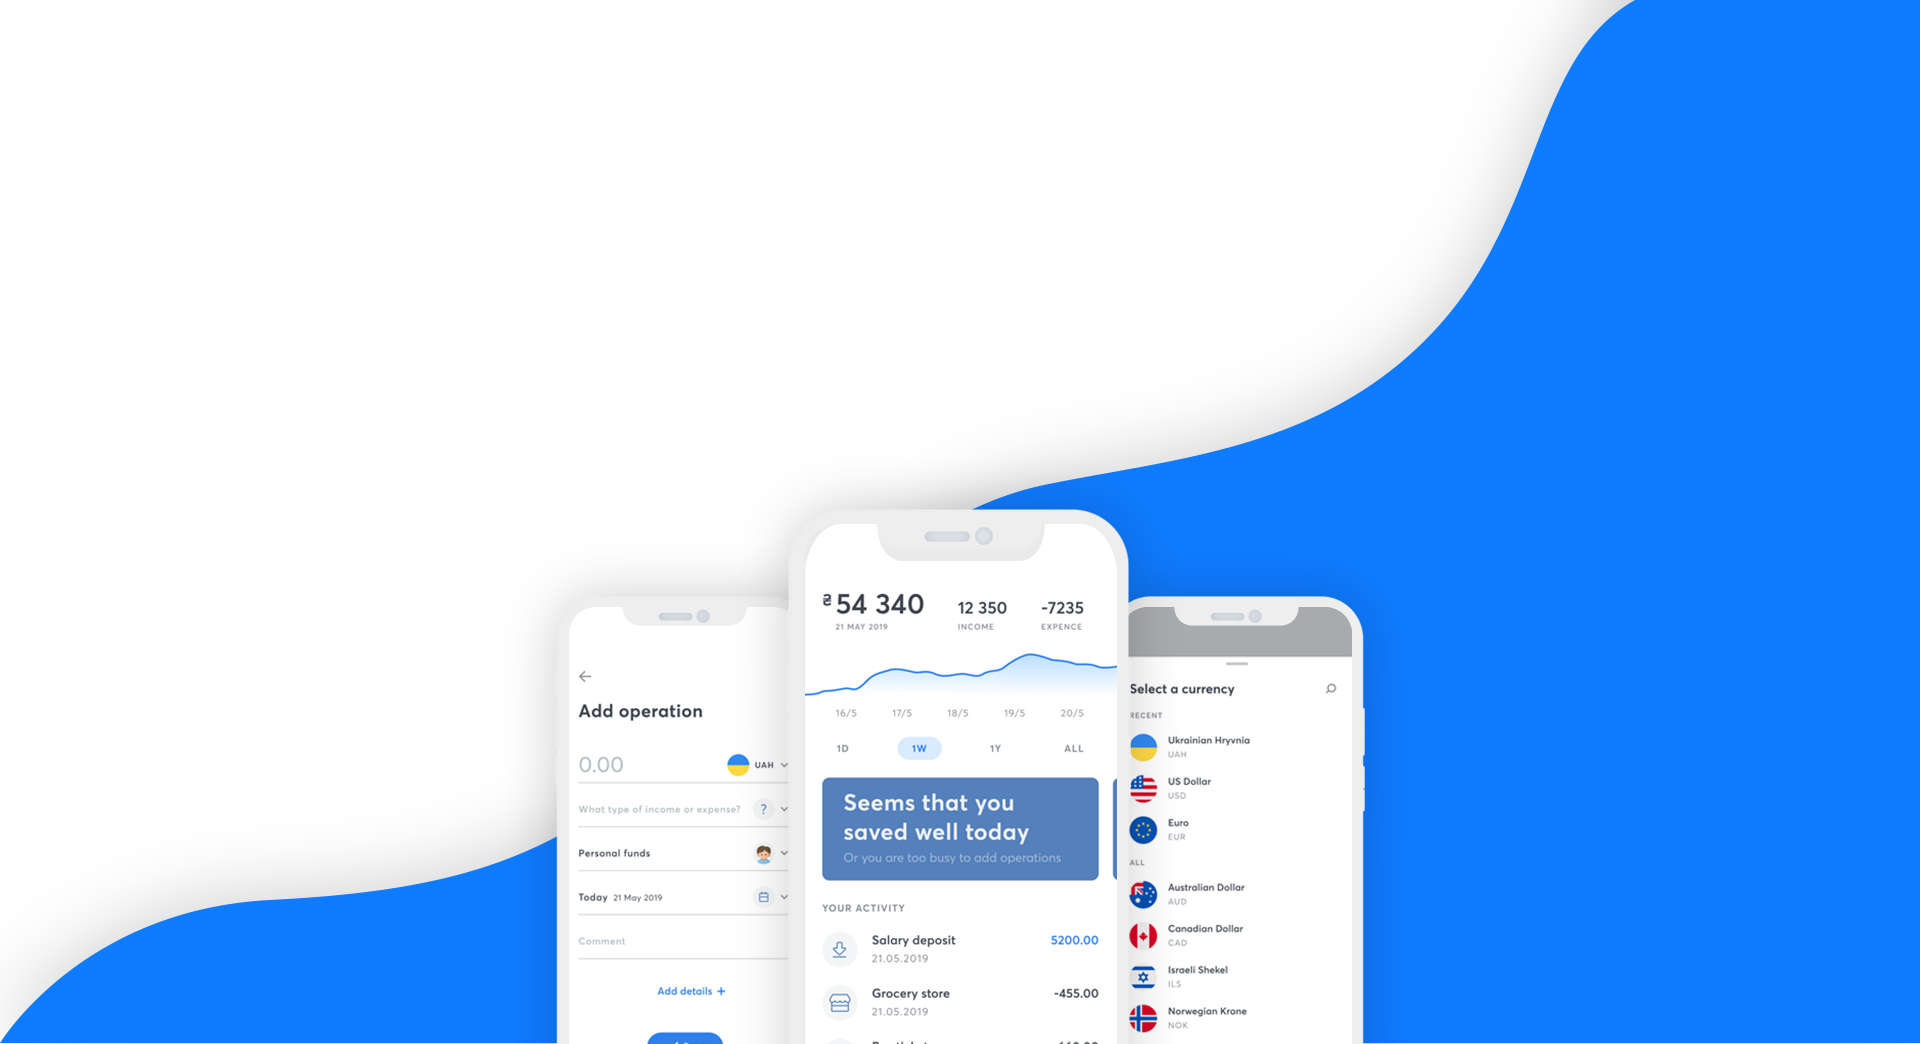 Add operation
0.00
UAH
What type of income or expense?
?
Personal funds
Today 21 May 2019
Comment
Add details +
₴ 54 340
21 MAY 2019
12 350
INCOME
-7235
EXPENCE
16/5 17/5 18/5 19/5 20/5
1D 1W 1Y ALL
Seems that you
saved well today
Or you are too busy to add operations
YOUR ACTIVITY
Salary deposit 5200.00
21.05.2019
Grocery store -455.00
21.05.2019
Select a currency
RECENT
Ukrainian Hryvnia
UAH
US Dollar
USD
Euro
EUR
ALL
Australian Dollar
AUD
Canadian Dollar
CAD
Israeli Shekel
ILS
Norwegian Krone
NOK